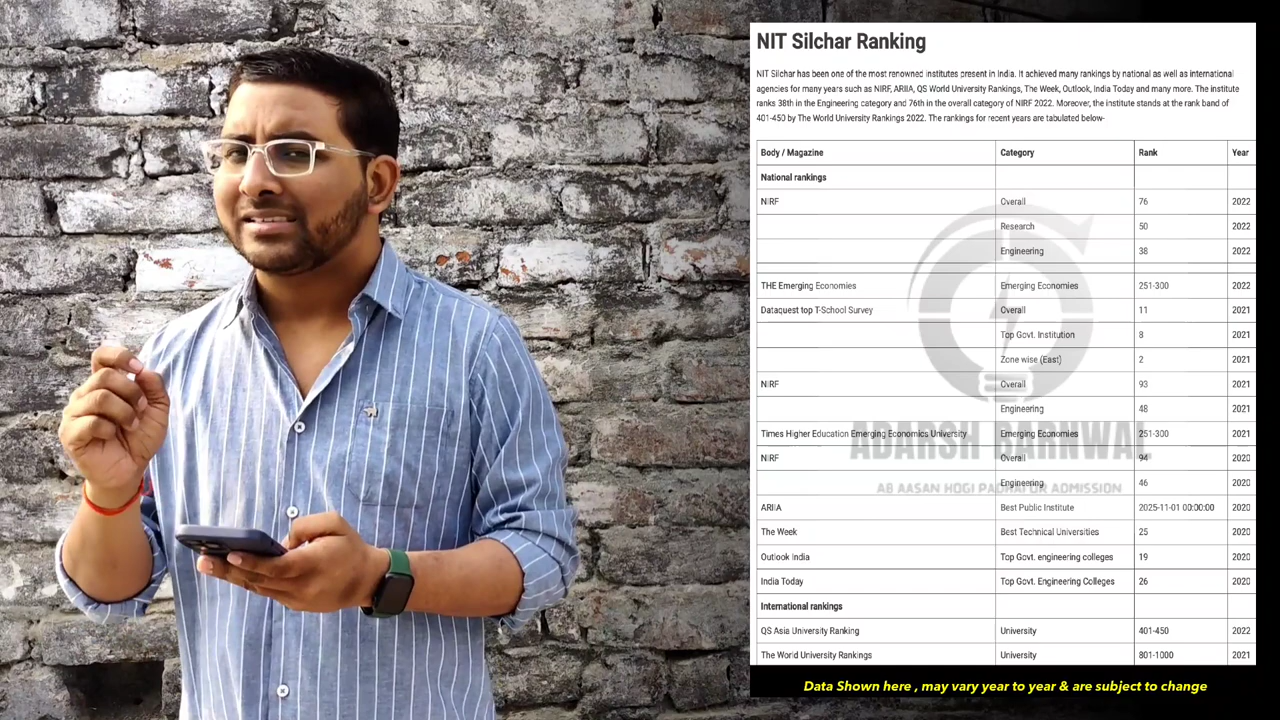 NIT Silchar Ranking
NIT Silchar has been one of the most renowned institutes present in India. It achieved many rankings by national as well as international
agencies for many years such as NIRF, ARIIA, QS World University Rankings, The Week, Outlook, India Today and many more. The institute
ranks 38th in the Engineering category and 76th in the overall category of NIRF 2022. Moreover, the institute stands at the rank band of
401-450 by The World University Rankings 2022. The rankings for recent years are tabulated below-
Body / Magazine Category Rank Year
National rankings
NIRF Overall 76 2022
Research 50 2022
Engineering 38 2022
THE Emerging Economies Emerging Economies 251-300 2022
Dataquest top T-School Survey Overall 11 2021
Top Govt. Institution 8 2021
Zone wise (East) 2 2021
NIRF Overall 93 2021
Engineering 48 2021
Times Higher Education Emerging Economics University Emerging Economies 251-300 2021
NIRF Overall 94 2020
Engineering 46 2020
ARIIA Best Public Institute 2025-11-01 00:00:00 2020
The Week Best Technical Universities 25 2020
Outlook India Top Govt. engineering colleges 19 2020
India Today Top Govt. Engineering Colleges 26 2020
International rankings
QS Asia University Ranking University 401-450 2022
The World University Rankings University 801-1000 2021
ADARSH BARNWAL
AB AASAN HOGI PADHAI OR ADMISSION
Data Shown here , may vary year to year & are subject to change